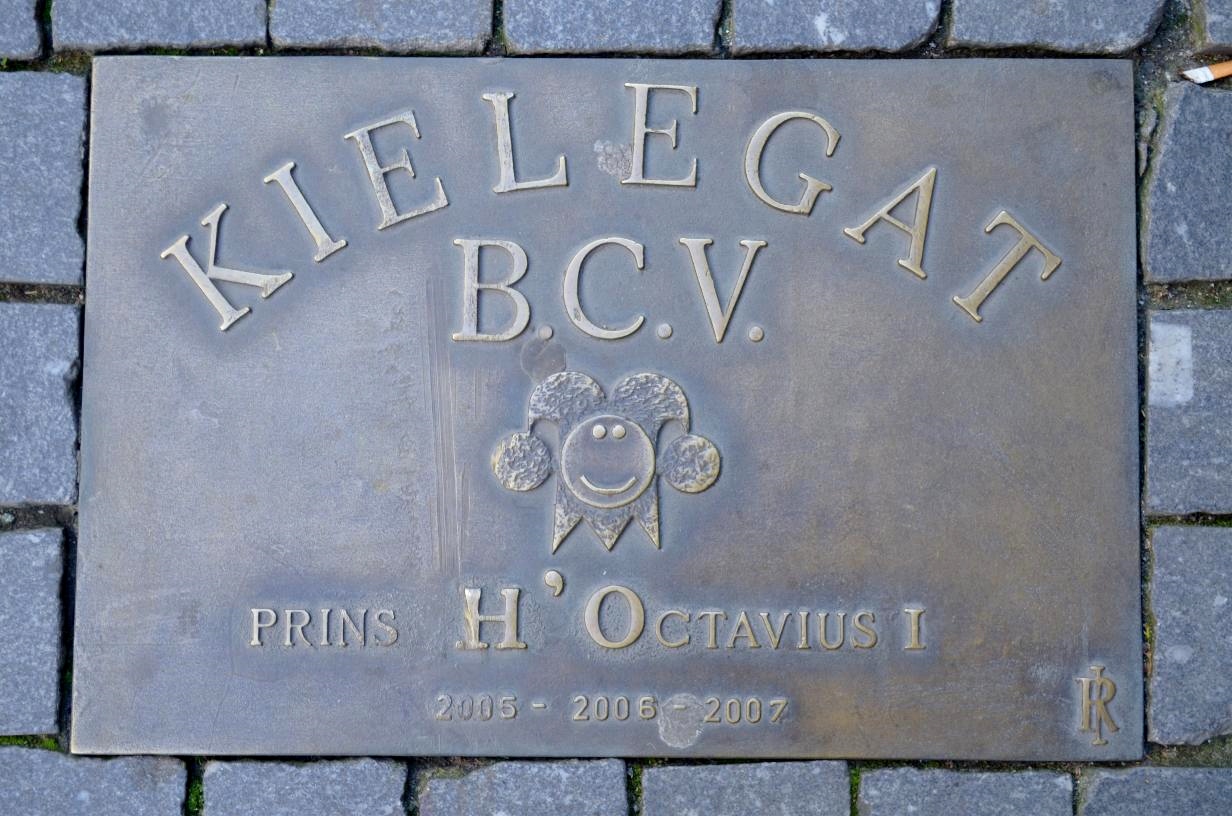 KIELEGAT
B.C.V.
PRINS H'OCTAVIUS I
2005 - 2006 - 2007